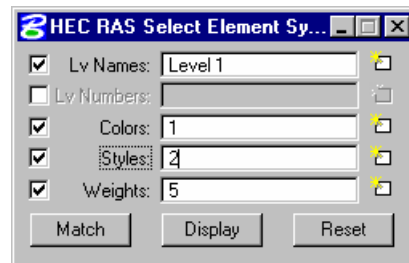 HEC RAS Select Element Sy...
Lv Names: Level 1
Lv Numbers:
Colors: 1
Styles: 2
Weights: 5
Match Display Reset